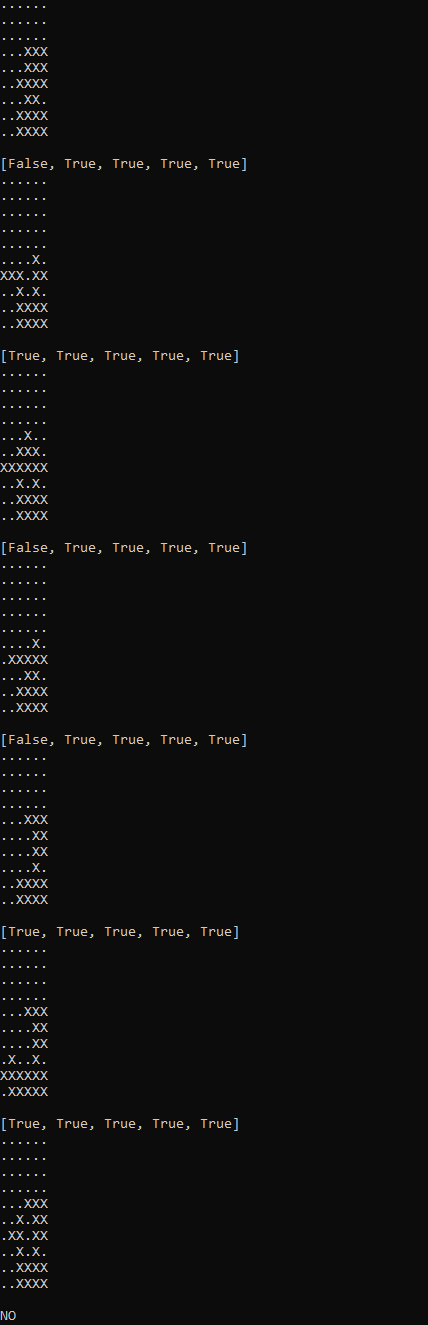 ......
......
......
...XXX
...XXX
..XXXX
...XX.
..XXXX
..XXXX
[False, True, True, True, True]
......
......
......
......
......
....X.
XXX.XX
..X.X.
..XXXX
..XXXX
[True, True, True, True, True]
......
......
......
......
...X..
..XXX.
XXXXXX
..X.X.
..XXXX
..XXXX
[False, True, True, True, True]
......
......
......
......
......
....X.
.XXXXX
...XX.
..XXXX
..XXXX
[False, True, True, True, True]
......
......
......
......
...XXX
....XX
....XX
....X.
..XXXX
..XXXX
[True, True, True, True, True]
......
......
......
......
...XXX
....XX
....XX
.X..X.
XXXXXX
.XXXXX
[True, True, True, True, True]
......
......
......
......
...XXX
..X.XX
.XX.XX
..X.X.
..XXXX
..XXXX
NO